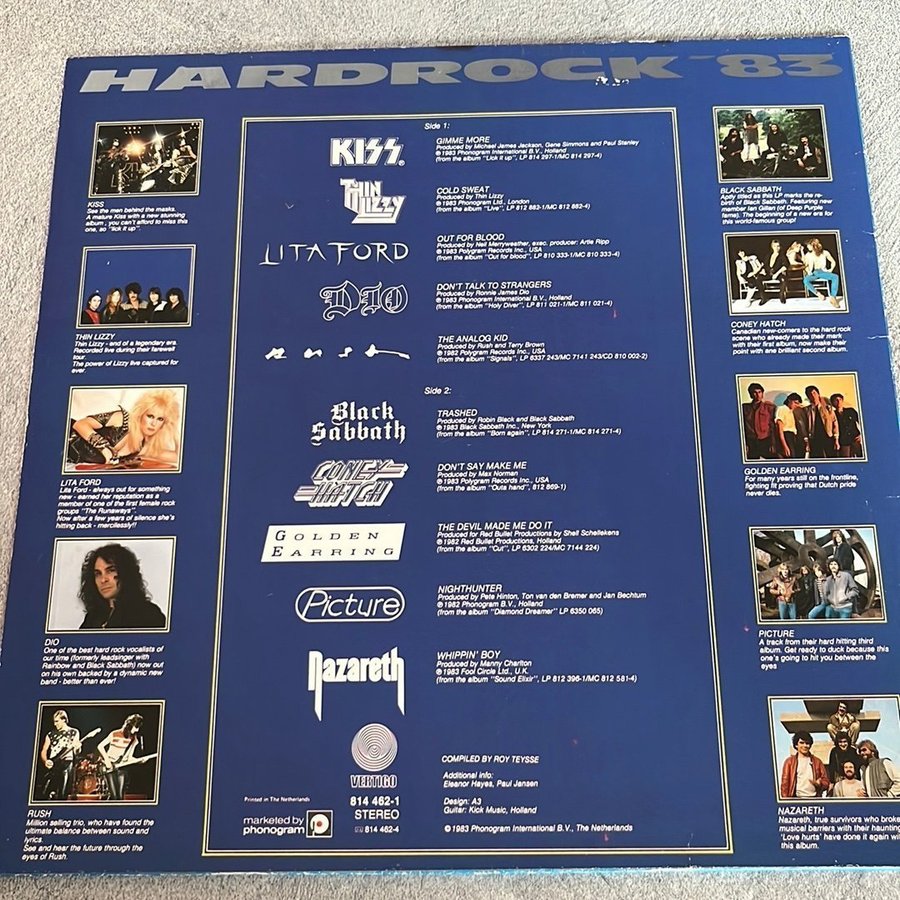 HARDROCK '83
KISS
See the men behind the masks.
A mature Kiss with a new stunning
album, you can't afford to miss this
one, so "lick it up".
THIN LIZZY
Thin Lizzy - end of a legendary era.
Recorded live during their farewell
tour.
The power of Lizzy live captured for
ever.
LITA FORD
Lita Ford - always out for something
new - earned her reputation as a
member of one of the first female rock
groups "The Runaways".
Now after a few years of silence she's
hitting back - mercilessly!!
DIO
One of the best hard rock vocalists of
our time (formerly leadsinger with
Rainbow and Black Sabbath) now out
on his own backed by a dynamic new
band - better than ever!
RUSH
Million selling trio, who have found the
ultimate balance between sound and
lyrics.
See and hear the future through the
eyes of Rush.
Side 1:
KISS
GIMME MORE
Produced by Michael James Jackson, Gene Simmons and Paul Stanley
℗ 1983 Phonogram International B.V., Holland
(from the album "Lick it up", LP 814 297-1/MC 814 297-4)
THIN LIZZY
COLD SWEAT
Produced by Thin Lizzy
℗ 1983 Phonogram Ltd., London
(from the album "Live", LP 812 882-1/MC 812 882-4)
LITA FORD
OUT FOR BLOOD
Produced by Neil Merryweather, exec. producer: Artie Ripp
℗ 1983 Polygram Records Inc., USA
(from the album "Out for blood", LP 810 333-1/MC 810 333-4)
DIO
DON'T TALK TO STRANGERS
Produced by Ronnie James Dio
℗ 1983 Phonogram International B.V., Holland
(from the album "Holy Diver", LP 811 021-1/MC 811 021-4)
rush
THE ANALOG KID
Produced by Rush and Terry Brown
℗ 1982 Polygram Records Inc., USA
(from the album "Signals", LP 6337 243/MC 7141 243/CD 810 002-2)
Side 2:
Black Sabbath
TRASHED
Produced by Robin Black and Black Sabbath
℗ 1983 Black Sabbath Inc., New York
(from the album "Born again", LP 814 271-1/MC 814 271-4)
CONEY HATCH
DON'T SAY MAKE ME
Produced by Max Norman
℗ 1983 Polygram Records Inc., USA
(from the album "Outa hand", 812 869-1)
GOLDEN EARRING
THE DEVIL MADE ME DO IT
Produced for Red Bullet Productions by Shell Schellekens
℗ 1982 Red Bullet Productions, Holland
(from the album "Cut", LP 6302 224/MC 7144 224)
Picture
NIGHTHUNTER
Produced by Pete Hinton, Ton van den Bremer and Jan Bechtum
℗ 1982 Phonogram B.V., Holland
(from the album "Diamond Dreamer" LP 6350 065)
Nazareth
WHIPPIN' BOY
Produced by Manny Charlton
℗ 1983 Fool Circle Ltd., U.K.
(from the album "Sound Elixir", LP 812 396-1/MC 812 581-4)
VERTIGO
Printed in The Netherlands
marketed by
phonogram
814 462-1
STEREO
814 462-4
COMPILED BY ROY TEYSSE
Additional info:
Eleanor Hayes, Paul Jansen
Design: A3
Guitar: Kick Music, Holland
℗ 1983 Phonogram International B.V., The Netherlands
BLACK SABBATH
Aptly titled as this LP marks the re-
birth of Black Sabbath. Featuring new
member Ian Gillan (of Deep Purple
fame). The beginning of a new era for
this world-famous group!
CONEY HATCH
Canadian new-comers to the hard rock
scene who already made their mark
with their first album, now make their
point with ane brilliant second album.
GOLDEN EARRING
For many years still on the frontline,
fighting fit proving that Dutch pride
never dies.
PICTURE
A track from their hard hitting third
album. Get ready to duck because this
one's going to hit you between the
eyes
NAZARETH
Nazareth, true survivors who broke
musical barriers with their haunting
'Love hurts' have done it again with
this album.